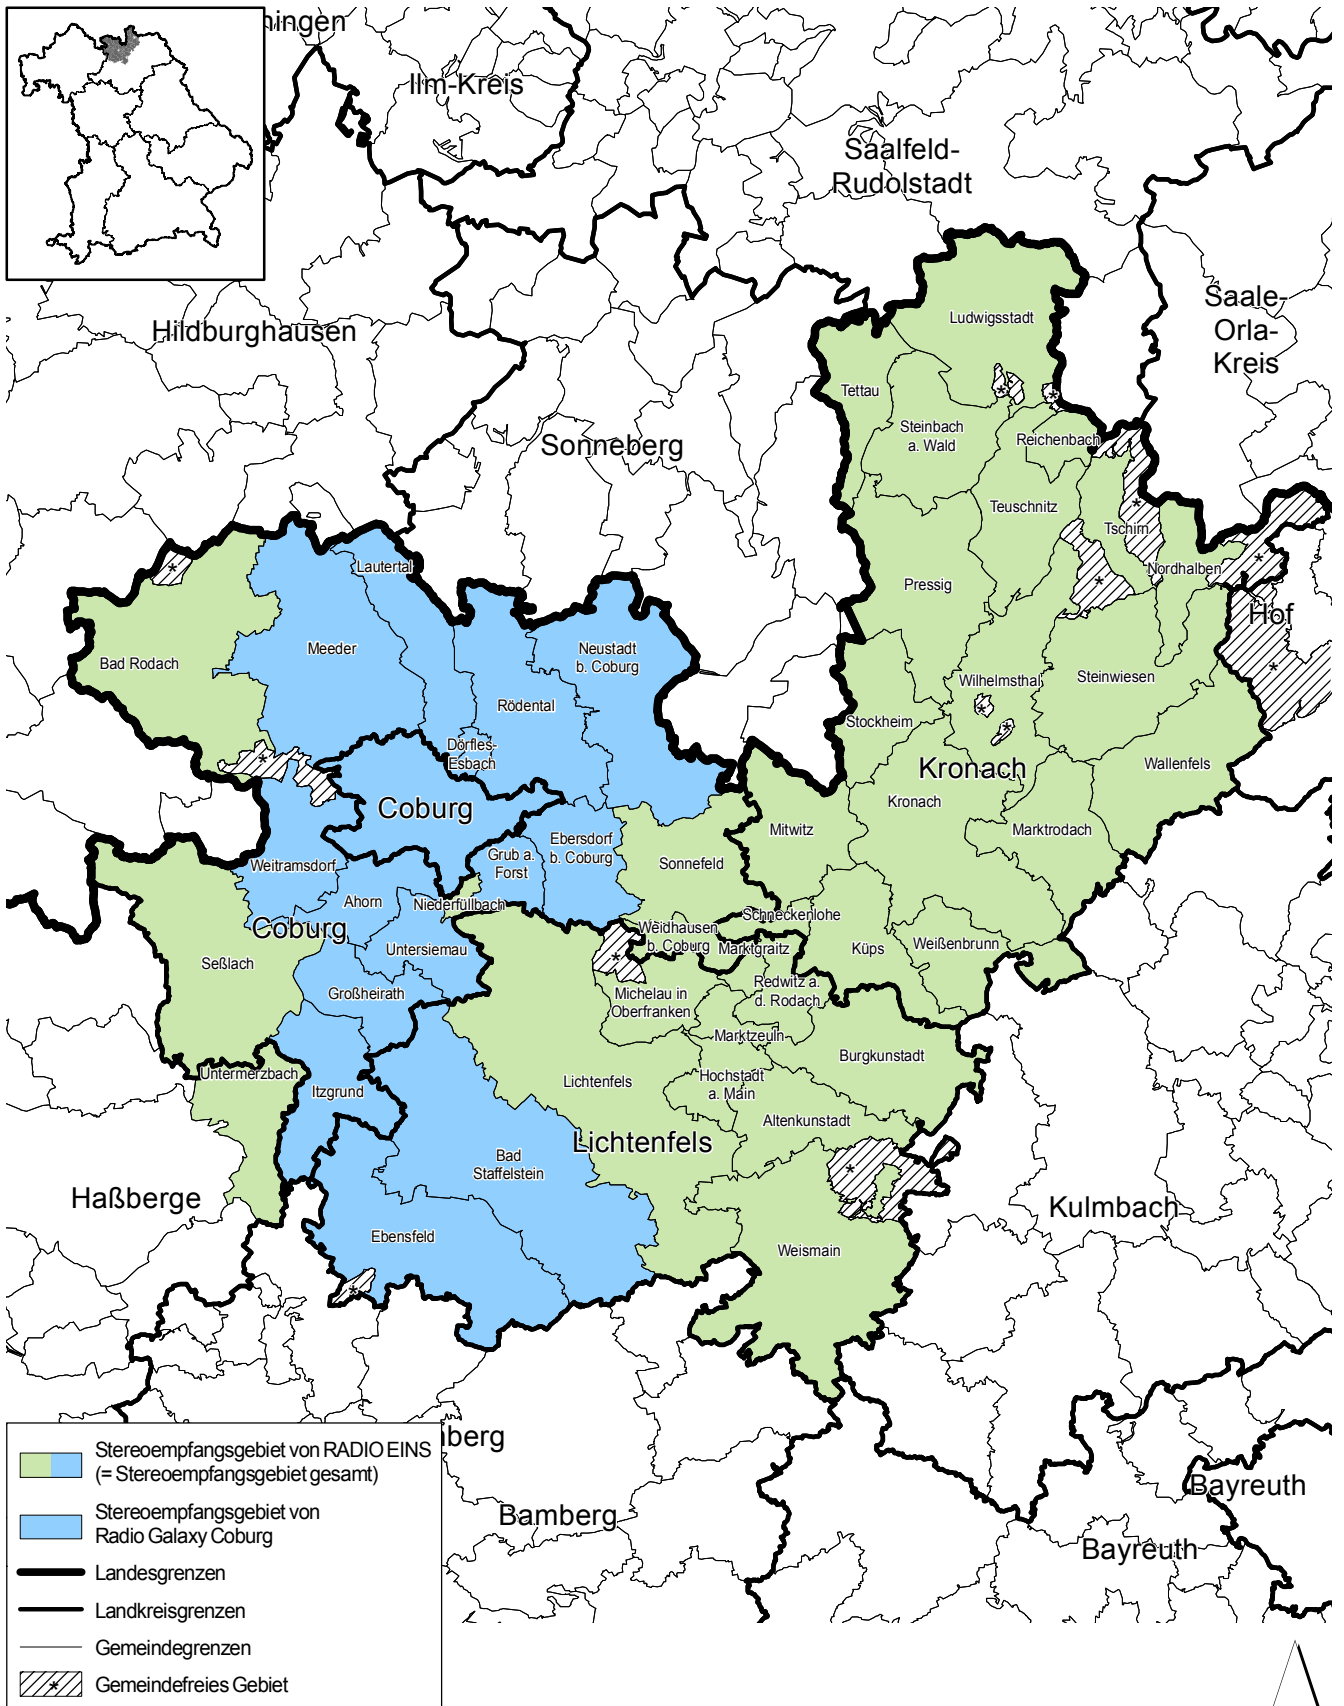 ningen
Ilm-Kreis
Saalfeld-
Rudolstadt
Saale-
Orla-
Kreis
Hildburghausen
Sonneberg
Ludwigsstadt
Tettau
Steinbach
a. Wald
Reichenbach
Teuschnitz
Tschirn
Nordhalben
Hof
Pressig
Lautertal
Meeder
Bad Rodach
Neustadt
b. Coburg
Rödental
Dörfles-
Esbach
Wilhelmsthal
Steinwiesen
Stockheim
Kronach
Wallenfels
Kronach
Marktrodach
Mitwitz
Coburg
Ebersdorf
b. Coburg
Grub a.
Forst
Sonnefeld
Weitramsdorf
Ahorn
Niederfüllbach
Coburg
Untersiemau
Weidhausen
b. Coburg
Schneckenlohe
Marktgraitz
Küps
Weißenbrunn
Seßlach
Großheirath
Michelau in
Oberfranken
Redwitz a.
d. Rodach
Marktzeuln
Burgkunstadt
Untermerzbach
Itzgrund
Lichtenfels
Hochstadt
a. Main
Altenkunstadt
Lichtenfels
Bad
Staffelstein
Haßberge
Ebensfeld
Weismain
Kulmbach
nberg
Bamberg
Bayreuth
Bayreuth
Stereoempfangsgebiet von RADIO EINS
(= Stereoempfangsgebiet gesamt)
Stereoempfangsgebiet von
Radio Galaxy Coburg
Landesgrenzen
Landkreisgrenzen
Gemeindegrenzen
Gemeindefreies Gebiet